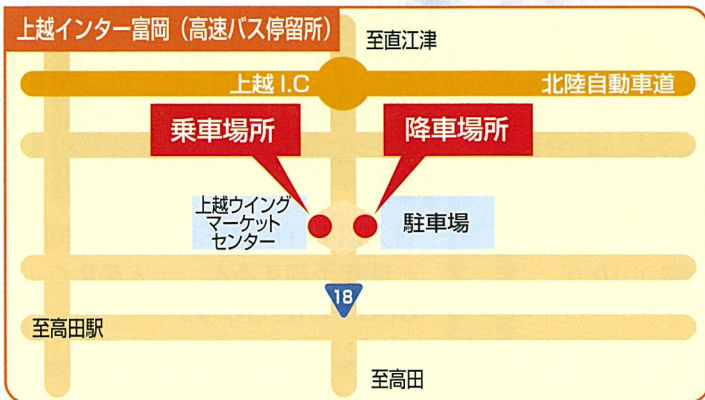 上越インター富岡（高速バス停留所）
至直江津
上越I.C
北陸自動車道
乗車場所
降車場所
上越ウイング
マーケット
センター
駐車場
18
至高田駅
至高田